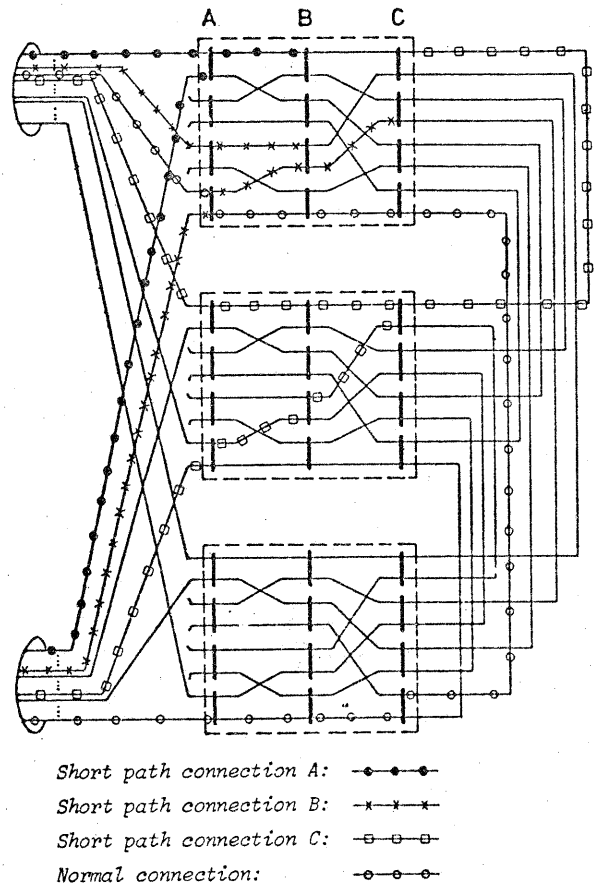 A B C
Short path connection A:
Short path connection B:
Short path connection C:
Normal connection: